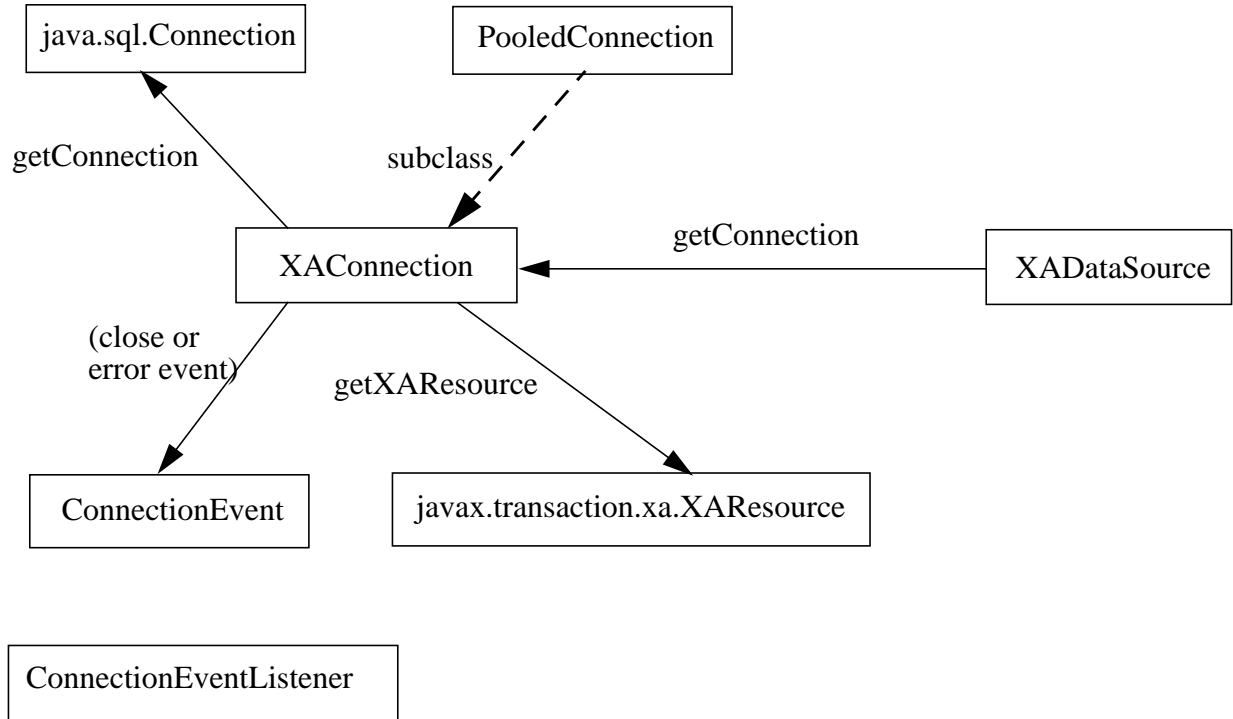 java.sql.Connection
PooledConnection
getConnection
subclass
getConnection
XAConnection
XADataSource
(close or
error event)
getXAResource
ConnectionEvent
javax.transaction.xa.XAResource
ConnectionEventListener